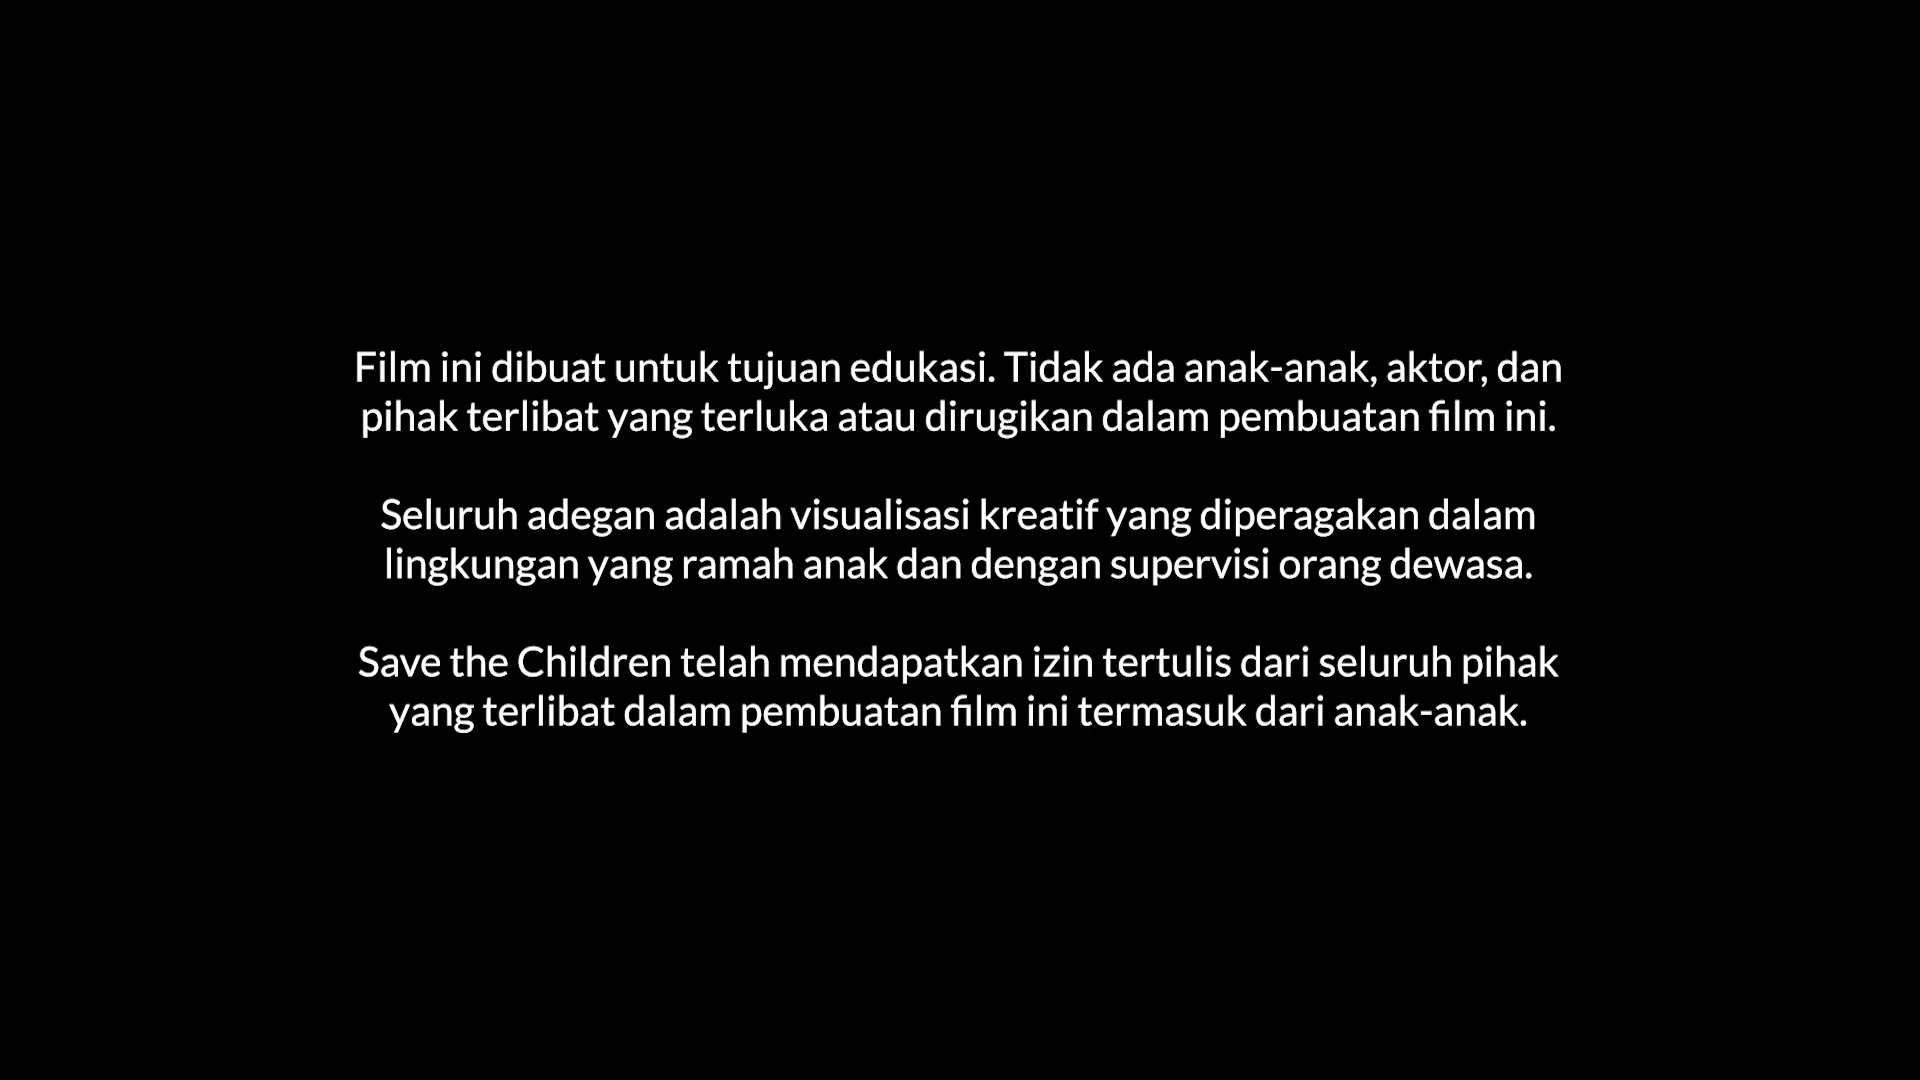 Film ini dibuat untuk tujuan edukasi. Tidak ada anak-anak, aktor, dan
pihak terlibat yang terluka atau dirugikan dalam pembuatan film ini.
Seluruh adegan adalah visualisasi kreatif yang diperagakan dalam
lingkungan yang ramah anak dan dengan supervisi orang dewasa.
Save the Children telah mendapatkan izin tertulis dari seluruh pihak
yang terlibat dalam pembuatan film ini termasuk dari anak-anak.